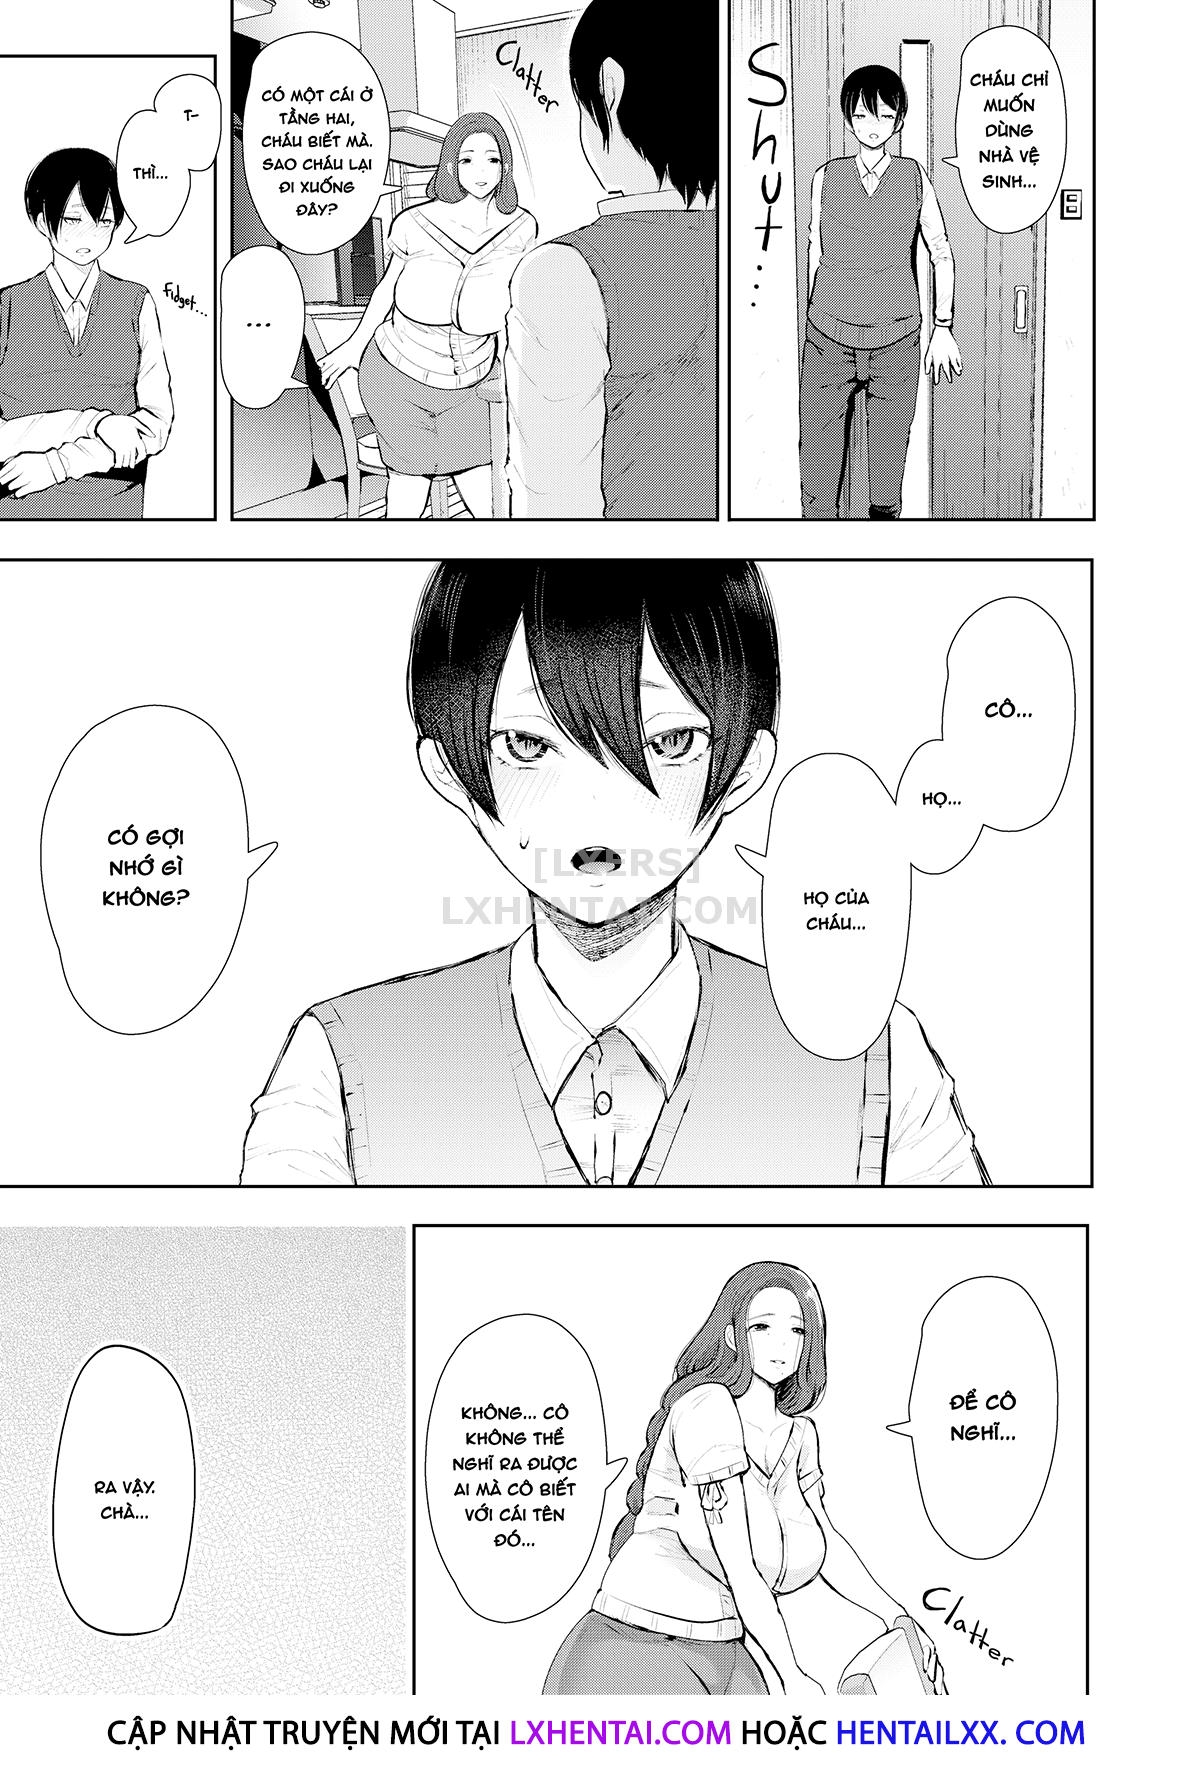 CHÁU CHỈ
MUỐN
DÙNG
NHÀ VỆ
SINH...
Shut...
Clatter
CÓ MỘT CÁI Ở
TẦNG HAI,
CHÁU BIẾT MÀ.
SAO CHÁU LẠI
ĐI XUỐNG
ĐÂY?
...
T-
THÌ...
fidget...
CÔ...
HỌ...
HỌ CỦA
CHÁU...
CÓ GỢI
NHỚ GÌ
KHÔNG?
[LXERS]
LXHENTAI.COM
ĐỂ CÔ
NGHĨ...
KHÔNG... CÔ
KHÔNG THỂ
NGHĨ RA ĐƯỢC
AI MÀ CÔ BIẾT
VỚI CÁI TÊN
ĐÓ...
Clatter
RA VẬY.
CHÀ...
CẬP NHẬT TRUYỆN MỚI TẠI LXHENTAI.COM HOẶC HENTAILXX. COM